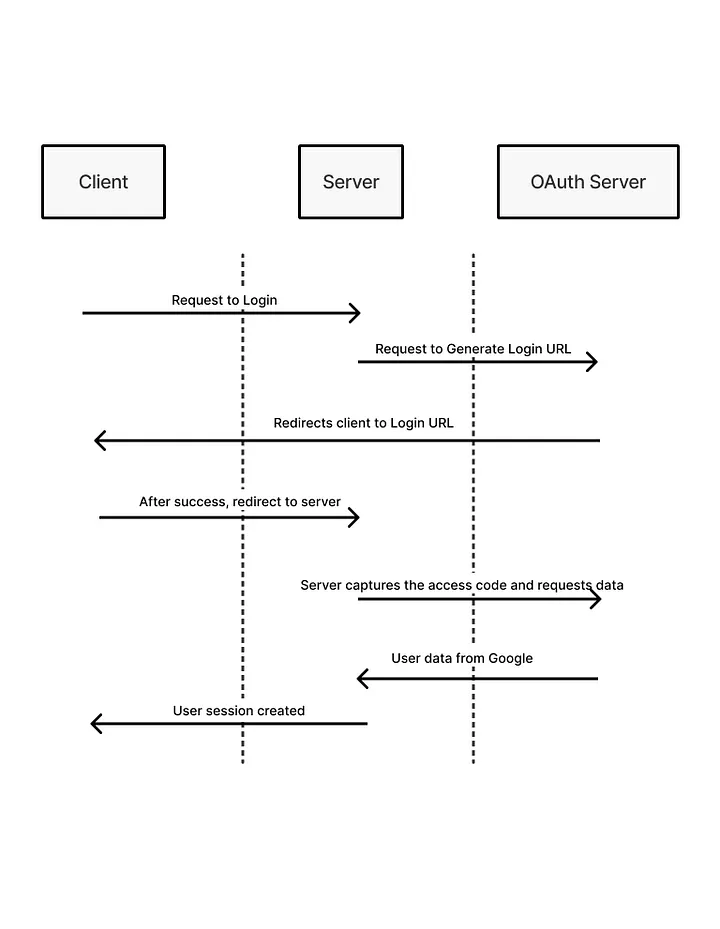 Client
Server
OAuth Server
Request to Login
Request to Generate Login URL
Redirects client to Login URL
After success, redirect to server
Server captures the access code and requests data
User data from Google
User session created